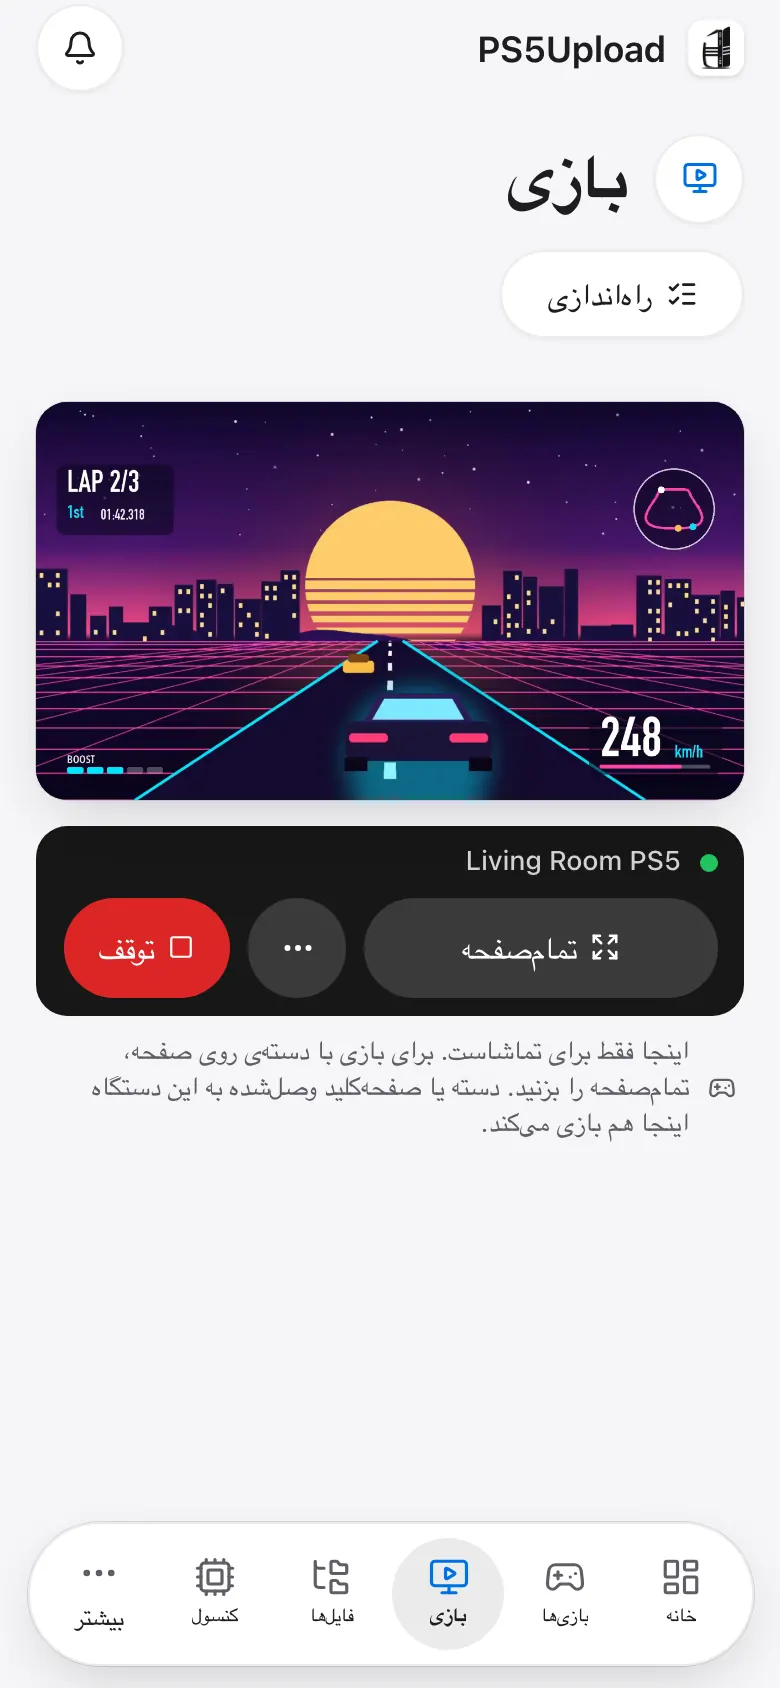 PS5Upload
بازی
راه‌اندازی
LAP 2/3
1st 01:42.318
BOOST
248 km/h
Living Room PS5
تمام‌صفحه
توقف
اینجا فقط برای تماشاست. برای بازی با دسته‌ی روی صفحه،
تمام‌صفحه را بزنید. دسته یا صفحه‌کلید وصل‌شده به این دستگاه
اینجا هم بازی می‌کند.
خانه
بازی‌ها
بازی
فایل‌ها
کنسول
بیشتر